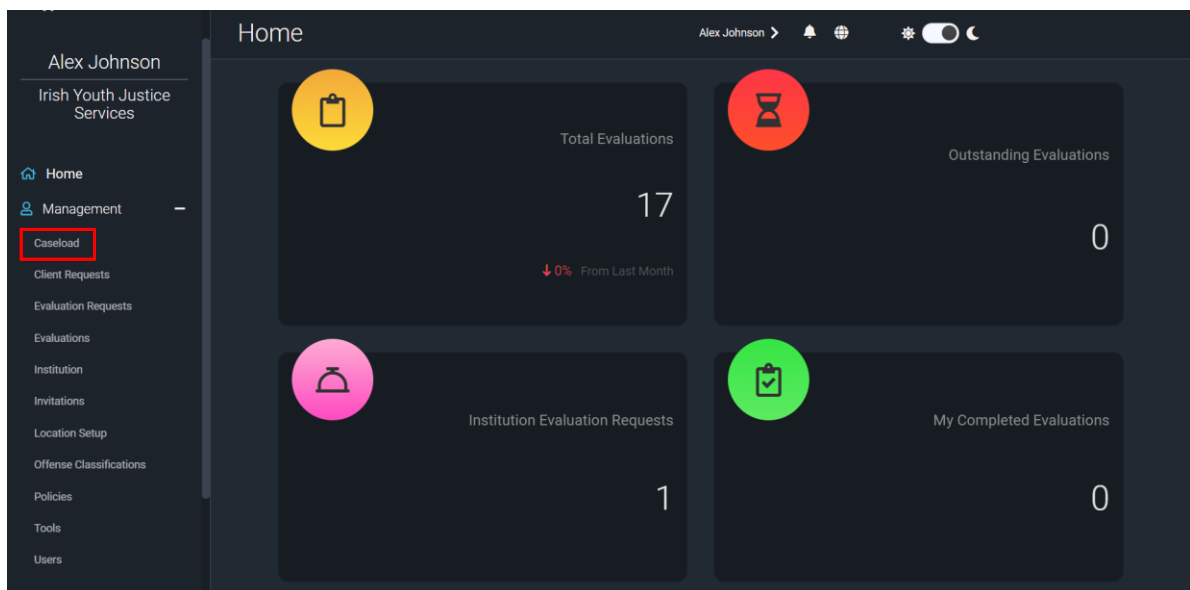 Alex Johnson
Irish Youth Justice
Services
Home
Management
Caseload
Client Requests
Evaluation Requests
Evaluations
Institution
Invitations
Location Setup
Offense Classifications
Policies
Tools
Users
Home
Alex Johnson
Total Evaluations
17
0% From Last Month
Outstanding Evaluations
0
Institution Evaluation Requests
1
My Completed Evaluations
0